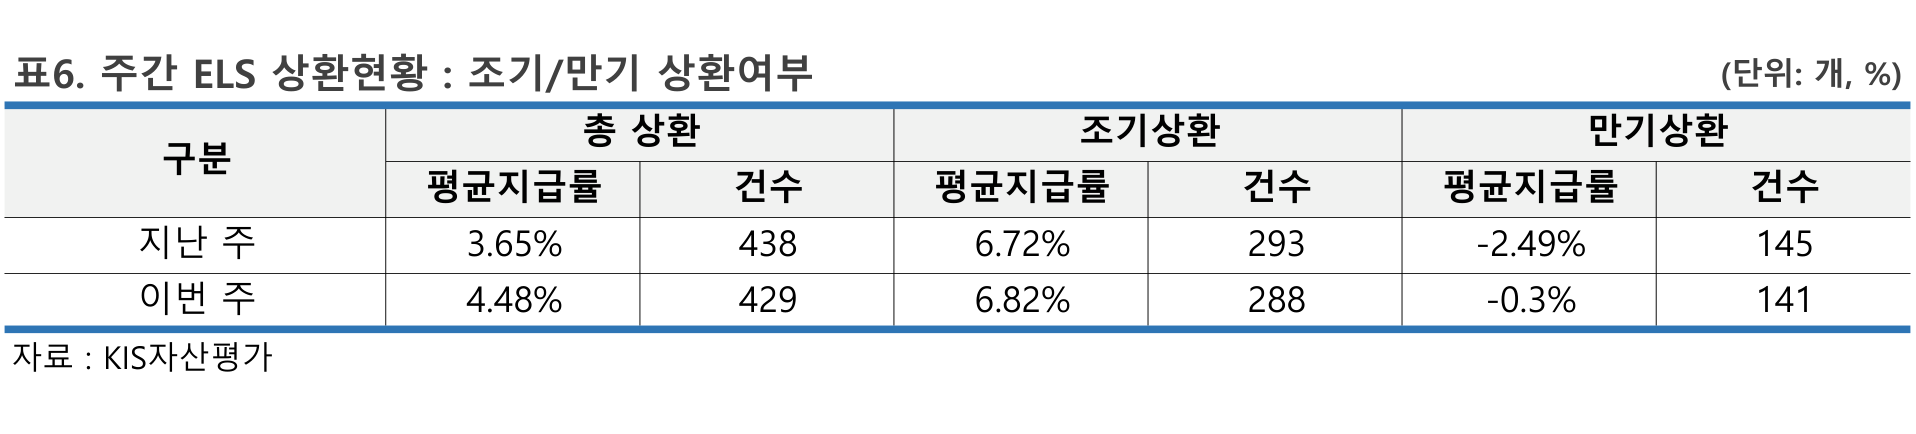 표6. 주간 ELS 상환현황 : 조기/만기 상환여부 (단위: 개, %)
구분 총 상환 조기상환 만기상환
평균지급률 건수 평균지급률 건수 평균지급률 건수
지난 주 3.65% 438 6.72% 293 -2.49% 145
이번 주 4.48% 429 6.82% 288 -0.3% 141
자료 : KIS자산평가